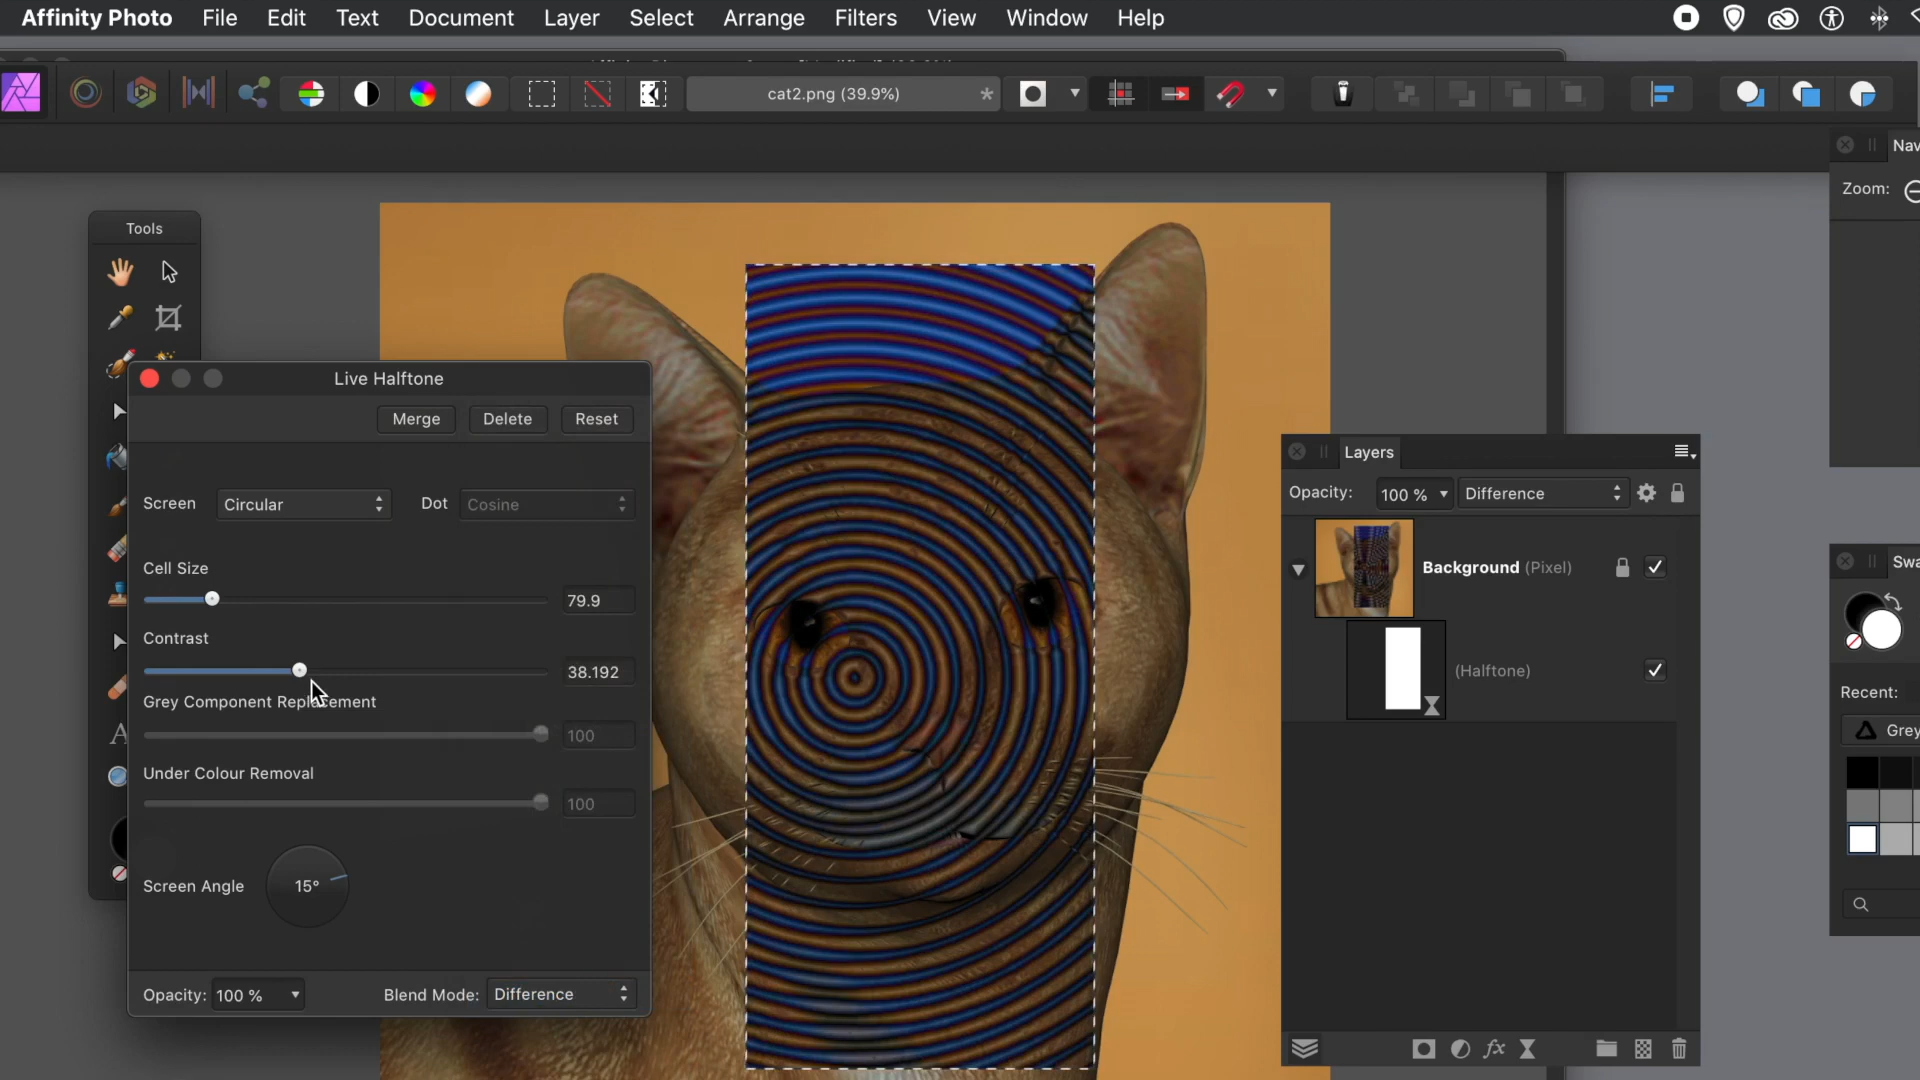 Affinity Photo File Edit Text Document Layer Select Arrange Filters View Window Help
cat2.png (39.9%) *
Nav
Zoom:
Tools
Live Halftone
Merge Delete Reset
Screen Circular Dot Cosine
Cell Size
79.9
Contrast
38.192
Grey Component Replacement
100
Under Colour Removal
100
Screen Angle 15°
Opacity: 100 % Blend Mode: Difference
Layers
Opacity: 100 % Difference
Background (Pixel)
(Halftone)
Swa
Recent:
Grey